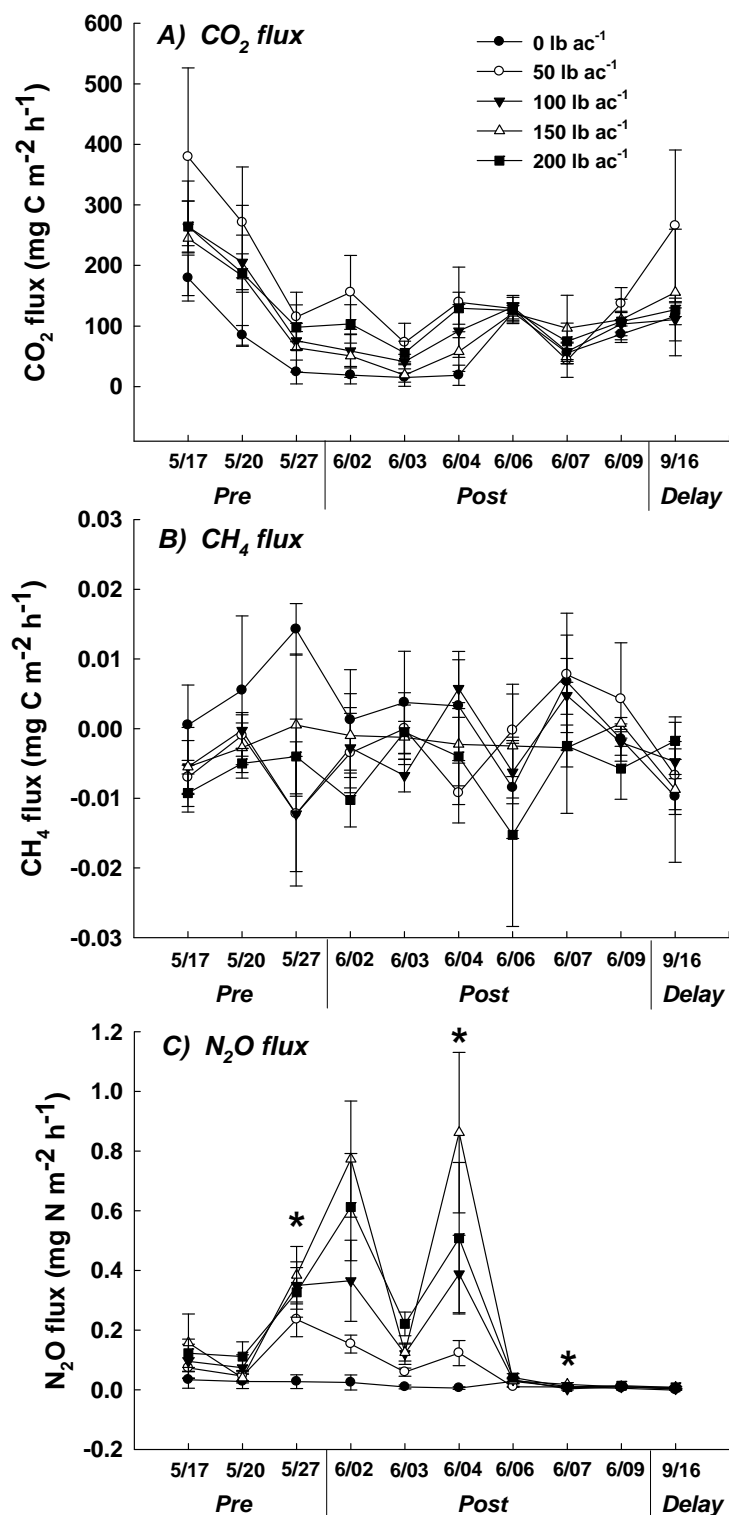 A) CO₂ flux
0 lb ac⁻¹
50 lb ac⁻¹
100 lb ac⁻¹
150 lb ac⁻¹
200 lb ac⁻¹
CO₂ flux (mg C m⁻² h⁻¹)
600
500
400
300
200
100
0
5/17 5/20 5/27 6/02 6/03 6/04 6/06 6/07 6/09 9/16
Pre Post Delay
B) CH₄ flux
CH₄ flux (mg C m⁻² h⁻¹)
0.03
0.02
0.01
0.00
-0.01
-0.02
-0.03
5/17 5/20 5/27 6/02 6/03 6/04 6/06 6/07 6/09 9/16
Pre Post Delay
C) N₂O flux
N₂O flux (mg N m⁻² h⁻¹)
1.2
1.0
0.8
0.6
0.4
0.2
0.0
-0.2
*
*
*
5/17 5/20 5/27 6/02 6/03 6/04 6/06 6/07 6/09 9/16
Pre Post Delay